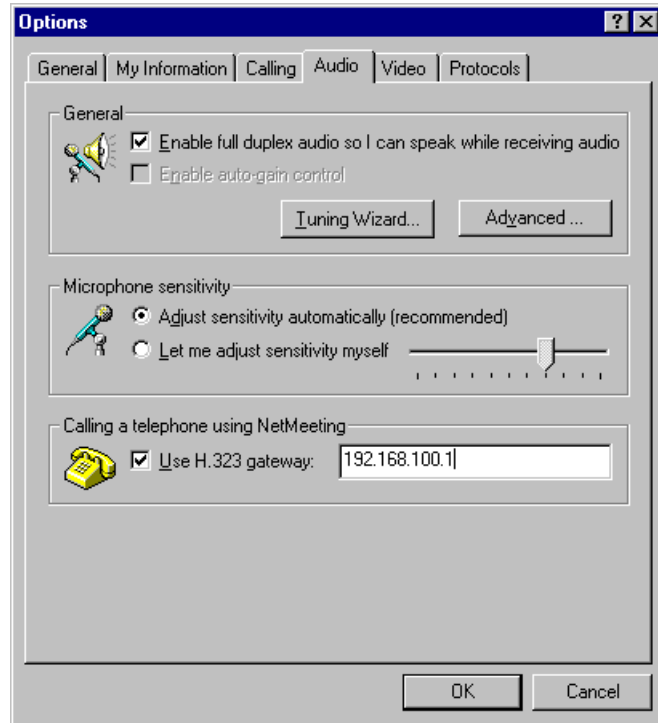 Options
General My Information Calling Audio Video Protocols
General
Enable full duplex audio so I can speak while receiving audio
Enable auto-gain control
Tuning Wizard... Advanced ...
Microphone sensitivity
Adjust sensitivity automatically (recommended)
Let me adjust sensitivity myself
Calling a telephone using NetMeeting
Use H.323 gateway: 192.168.100.1
OK Cancel